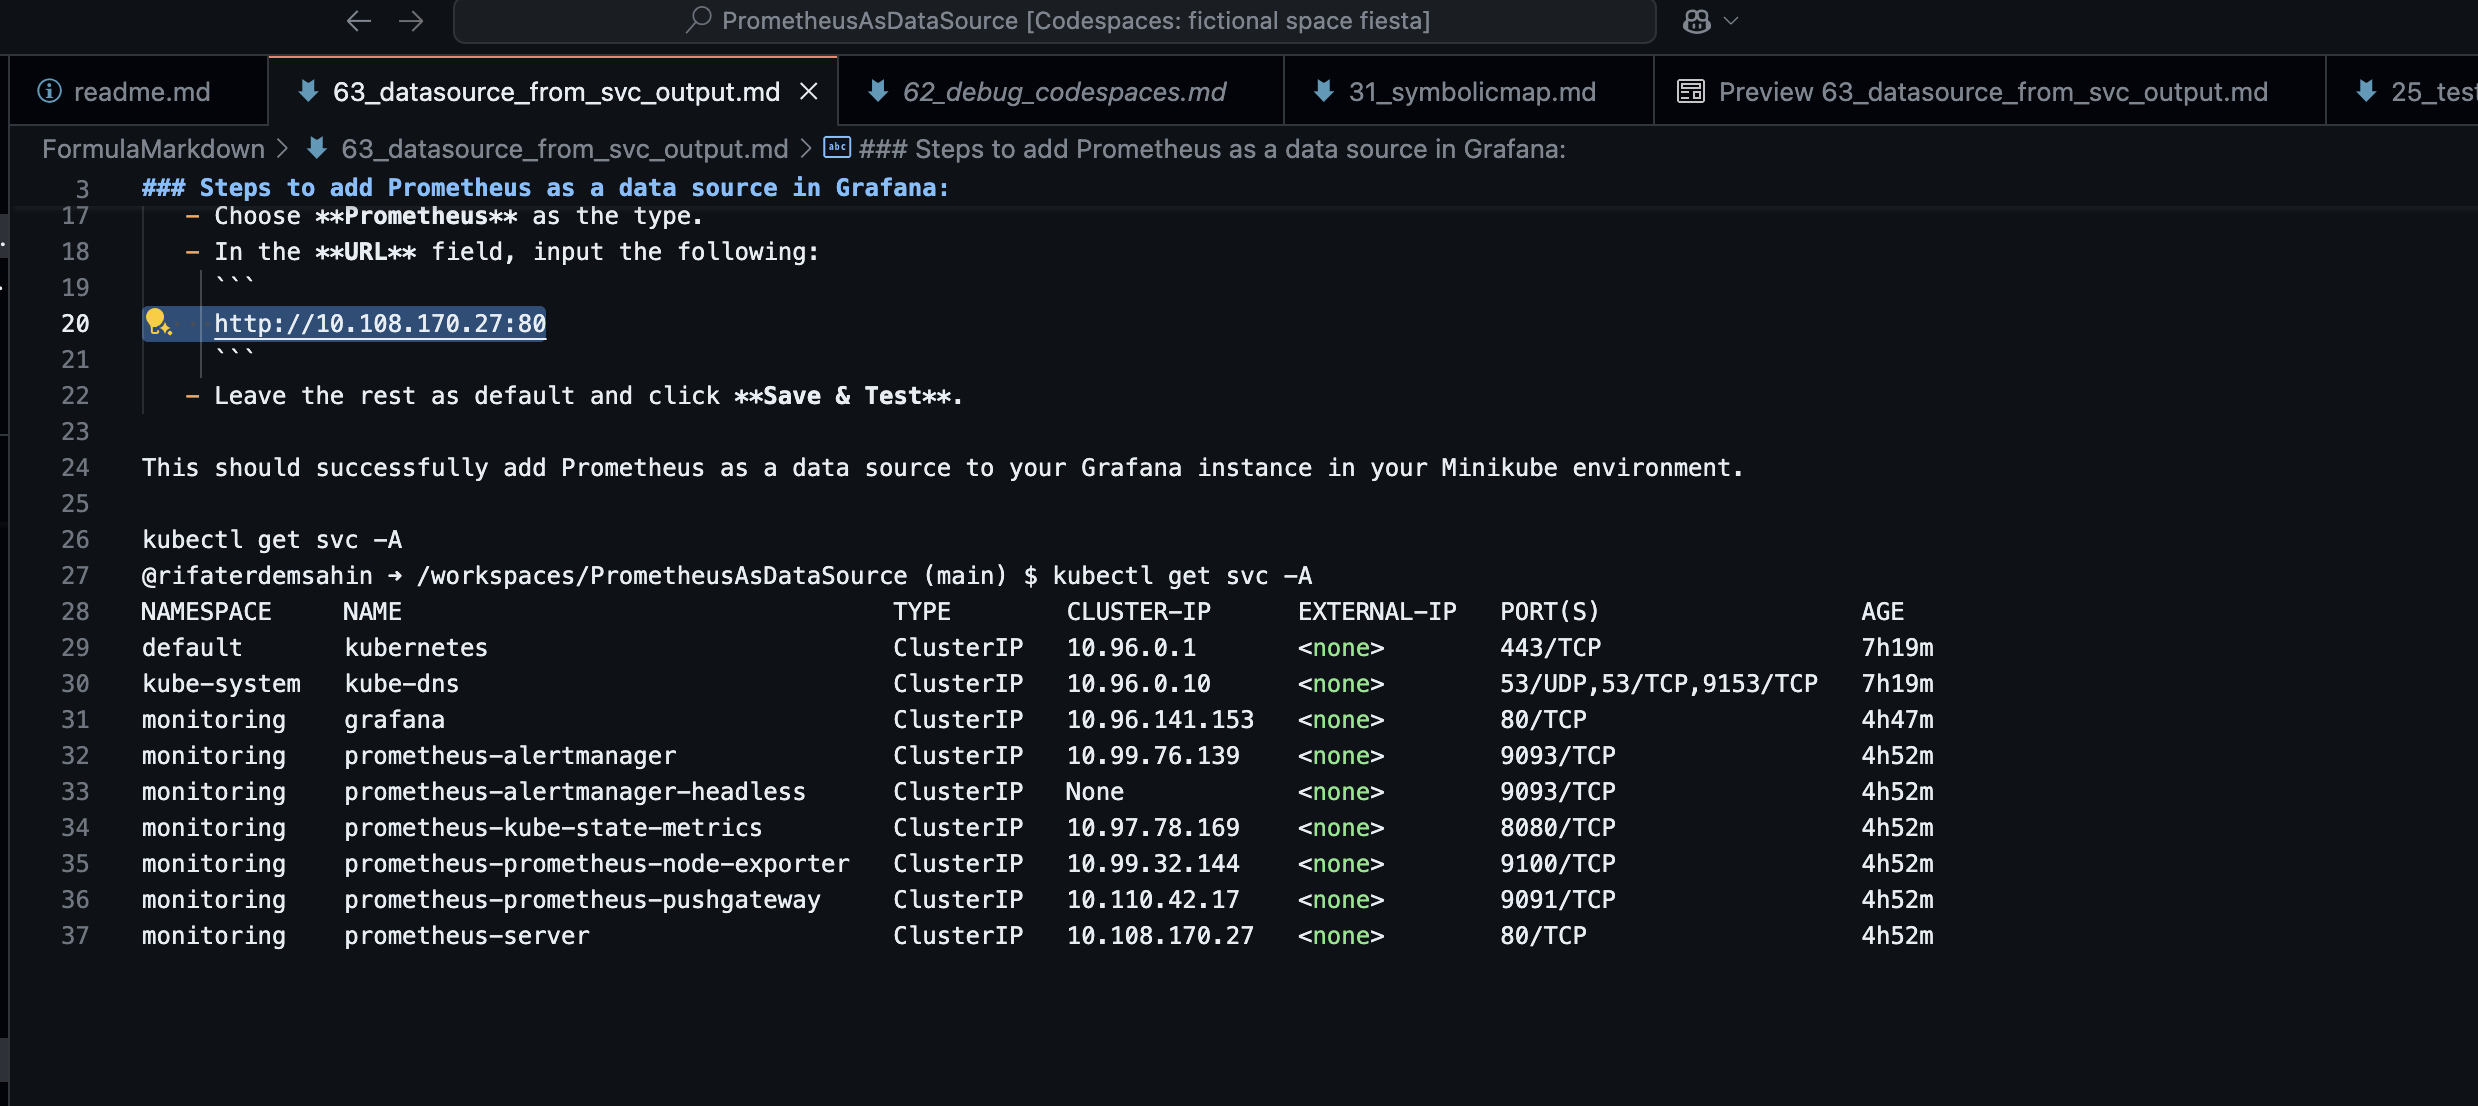 PrometheusAsDataSource [Codespaces: fictional space fiesta]
readme.md
63_datasource_from_svc_output.md
62_debug_codespaces.md
31_symbolicmap.md
Preview 63_datasource_from_svc_output.md
25_test
FormulaMarkdown > 63_datasource_from_svc_output.md > abc ### Steps to add Prometheus as a data source in Grafana:
3 ### Steps to add Prometheus as a data source in Grafana:
17 - Choose **Prometheus** as the type.
18 - In the **URL** field, input the following:
19 ```
20 http://10.108.170.27:80
21 ```
22 - Leave the rest as default and click **Save & Test**.
23
24 This should successfully add Prometheus as a data source to your Grafana instance in your Minikube environment.
25
26 kubectl get svc -A
27 @rifaterdemsahin ➜ /workspaces/PrometheusAsDataSource (main) $ kubectl get svc -A
28 NAMESPACE NAME TYPE CLUSTER-IP EXTERNAL-IP PORT(S) AGE
29 default kubernetes ClusterIP 10.96.0.1 <none> 443/TCP 7h19m
30 kube-system kube-dns ClusterIP 10.96.0.10 <none> 53/UDP,53/TCP,9153/TCP 7h19m
31 monitoring grafana ClusterIP 10.96.141.153 <none> 80/TCP 4h47m
32 monitoring prometheus-alertmanager ClusterIP 10.99.76.139 <none> 9093/TCP 4h52m
33 monitoring prometheus-alertmanager-headless ClusterIP None <none> 9093/TCP 4h52m
34 monitoring prometheus-kube-state-metrics ClusterIP 10.97.78.169 <none> 8080/TCP 4h52m
35 monitoring prometheus-prometheus-node-exporter ClusterIP 10.99.32.144 <none> 9100/TCP 4h52m
36 monitoring prometheus-prometheus-pushgateway ClusterIP 10.110.42.17 <none> 9091/TCP 4h52m
37 monitoring prometheus-server ClusterIP 10.108.170.27 <none> 80/TCP 4h52m